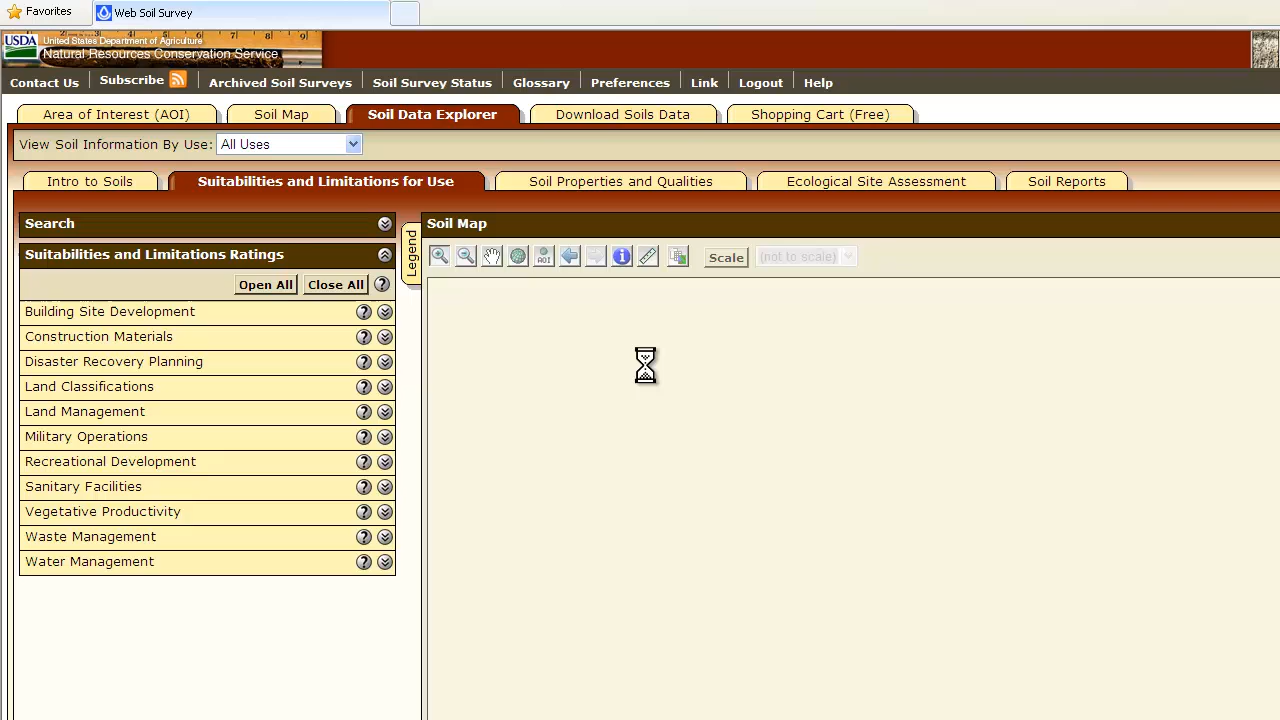 Favorites
Web Soil Survey
USDA
United States Department of Agriculture
Natural Resources Conservation Service
Contact Us
Subscribe
Archived Soil Surveys
Soil Survey Status
Glossary
Preferences
Link
Logout
Help
Area of Interest (AOI)
Soil Map
Soil Data Explorer
Download Soils Data
Shopping Cart (Free)
View Soil Information By Use: All Uses
Intro to Soils
Suitabilities and Limitations for Use
Soil Properties and Qualities
Ecological Site Assessment
Soil Reports
Search
Suitabilities and Limitations Ratings
Open All
Close All
Building Site Development
Construction Materials
Disaster Recovery Planning
Land Classifications
Land Management
Military Operations
Recreational Development
Sanitary Facilities
Vegetative Productivity
Waste Management
Water Management
Legend
Soil Map
AOI
Scale
(not to scale)